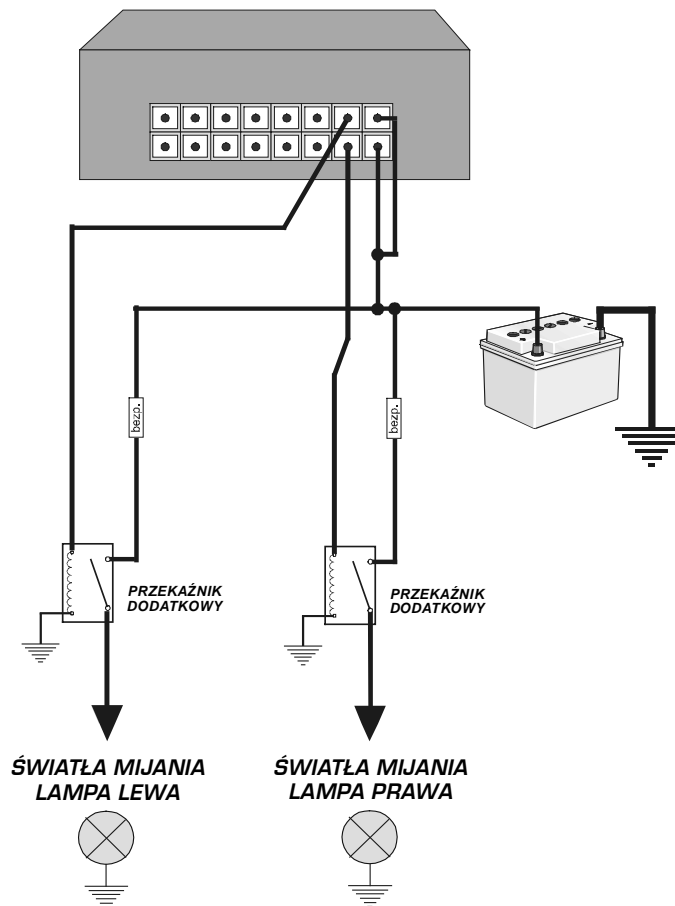 bezp.
bezp.
PRZEKAŹNIK
DODATKOWY
PRZEKAŹNIK
DODATKOWY
ŚWIATŁA MIJANIA
LAMPA LEWA
ŚWIATŁA MIJANIA
LAMPA PRAWA